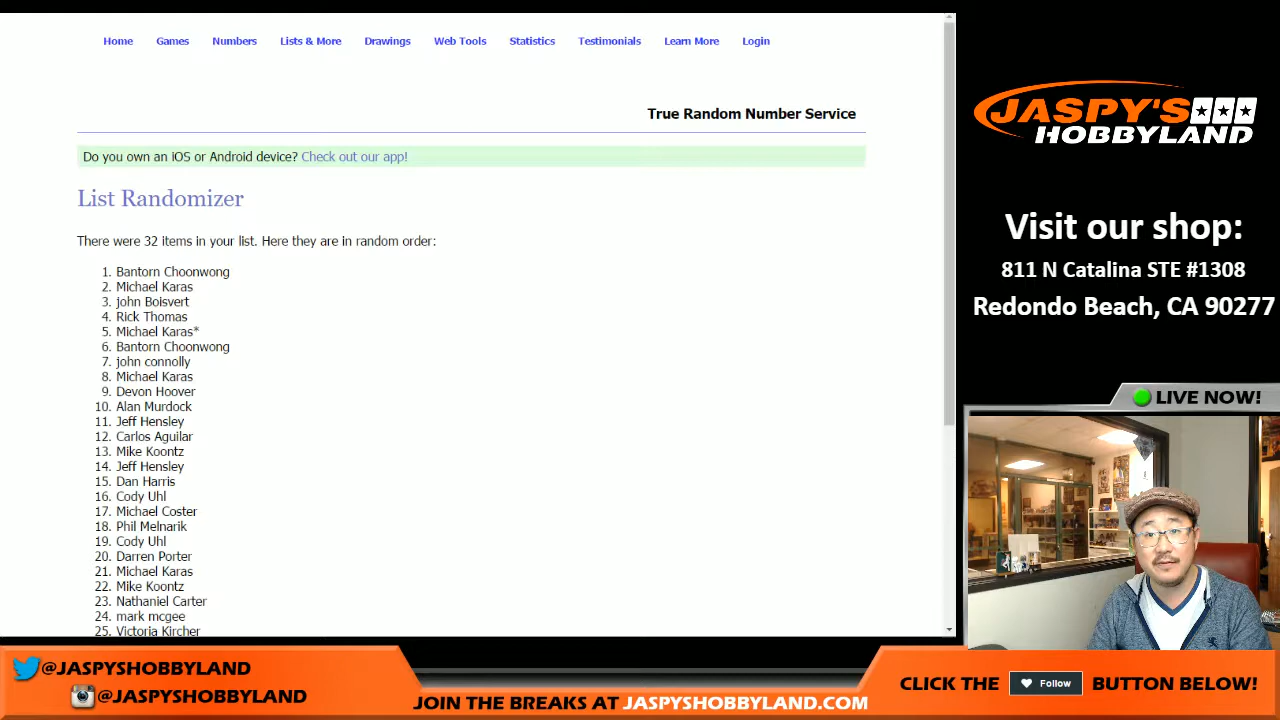 Home Games Numbers Lists & More Drawings Web Tools Statistics Testimonials Learn More Login
True Random Number Service
Do you own an iOS or Android device? Check out our app!
List Randomizer
There were 32 items in your list. Here they are in random order:
1. Bantorn Choonwong
2. Michael Karas
3. john Boisvert
4. Rick Thomas
5. Michael Karas*
6. Bantorn Choonwong
7. john connolly
8. Michael Karas
9. Devon Hoover
10. Alan Murdock
11. Jeff Hensley
12. Carlos Aguilar
13. Mike Koontz
14. Jeff Hensley
15. Dan Harris
16. Cody Uhl
17. Michael Coster
18. Phil Melnarik
19. Cody Uhl
20. Darren Porter
21. Michael Karas
22. Mike Koontz
23. Nathaniel Carter
24. mark mcgee
25. Victoria Kircher
JASPY'S
HOBBYLAND
Visit our shop:
811 N Catalina STE #1308
Redondo Beach, CA 90277
LIVE NOW!
@JASPYSHOBBYLAND
@JASPYSHOBBYLAND
JOIN THE BREAKS AT JASPYSHOBBYLAND.COM
CLICK THE Follow BUTTON BELOW!